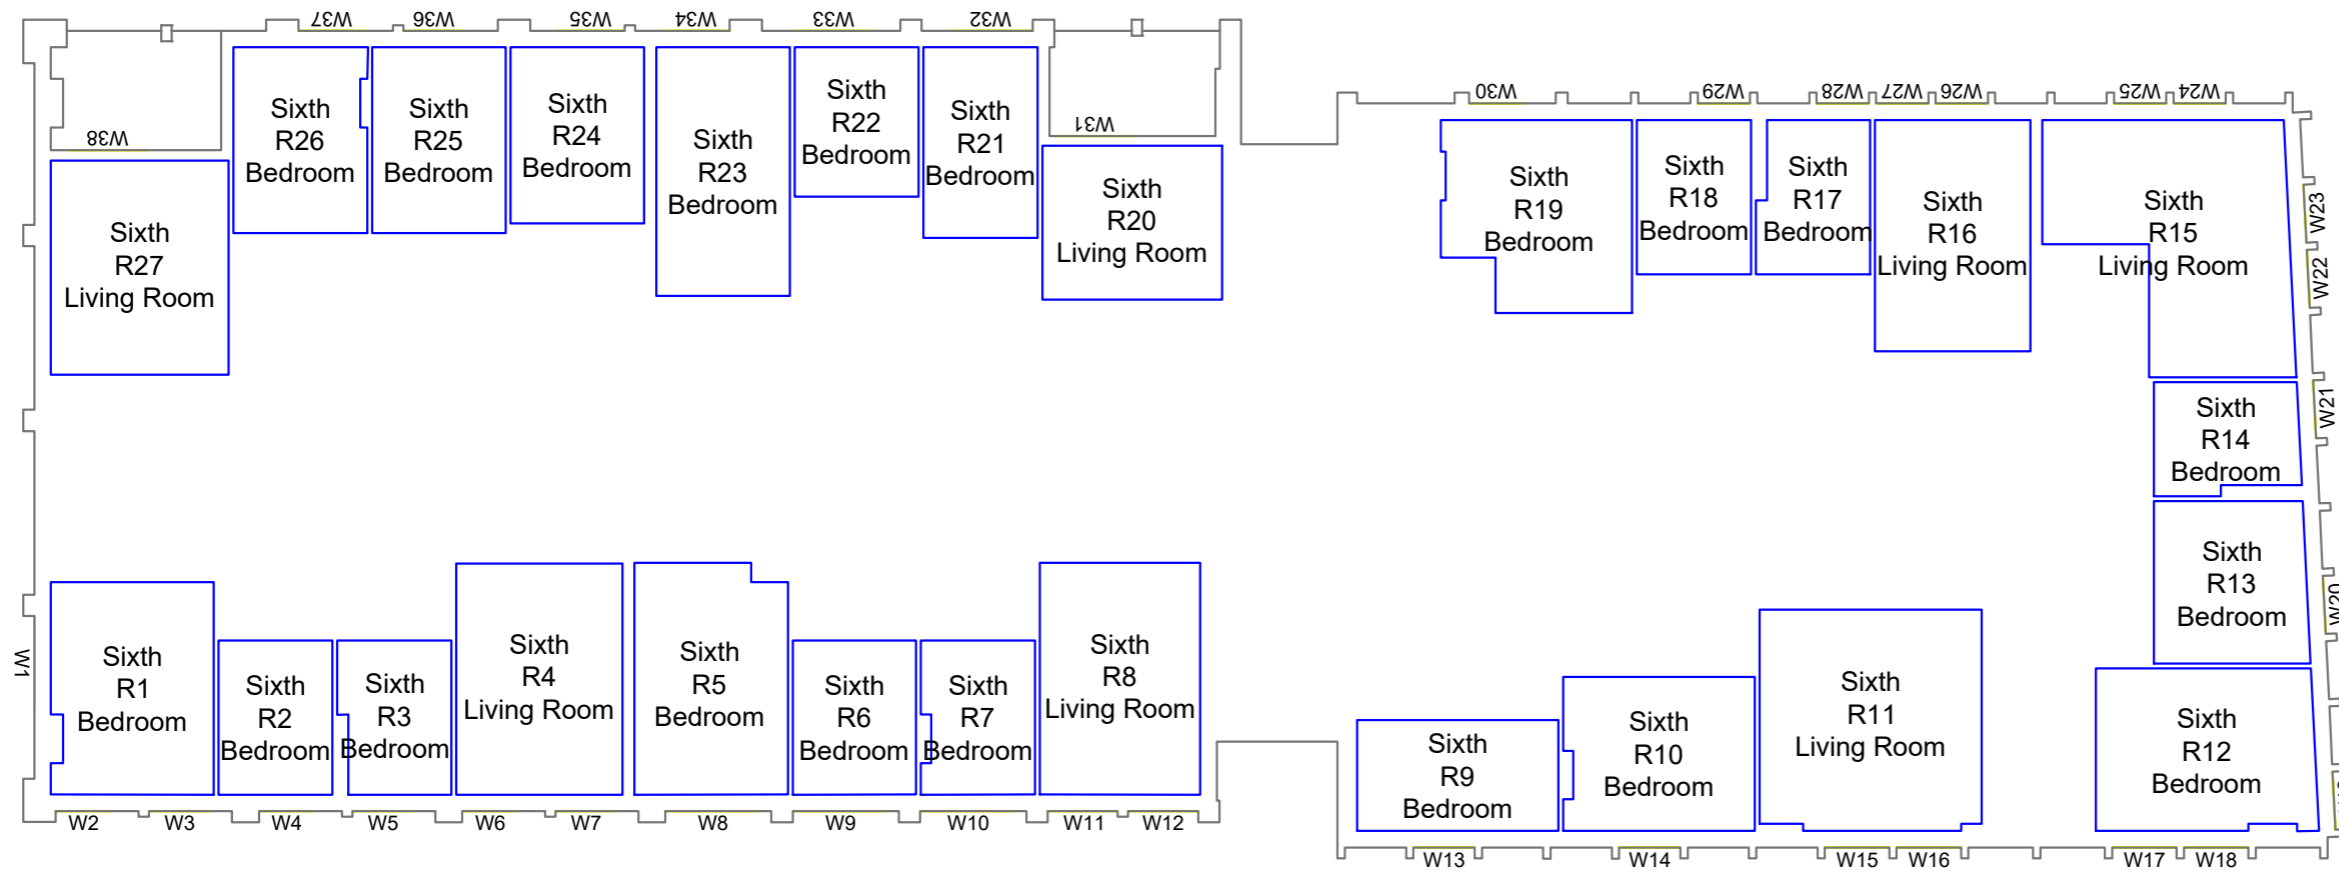 W37
W36
W35
W34
W33
W32
W38
W31
Sixth
R26
Bedroom
Sixth
R25
Bedroom
Sixth
R24
Bedroom
Sixth
R23
Bedroom
Sixth
R22
Bedroom
Sixth
R21
Bedroom
Sixth
R20
Living Room
Sixth
R27
Living Room
W30
W29
W28
W27
W26
W25
W24
Sixth
R19
Bedroom
Sixth
R18
Bedroom
Sixth
R17
Bedroom
Sixth
R16
Living Room
Sixth
R15
Living Room
W23
W22
W21
Sixth
R14
Bedroom
Sixth
R13
Bedroom
W20
W1
Sixth
R1
Bedroom
Sixth
R2
Bedroom
Sixth
R3
Bedroom
Sixth
R4
Living Room
Sixth
R5
Bedroom
Sixth
R6
Bedroom
Sixth
R7
Bedroom
Sixth
R8
Living Room
Sixth
R9
Bedroom
Sixth
R10
Bedroom
Sixth
R11
Living Room
Sixth
R12
Bedroom
W2
W3
W4
W5
W6
W7
W8
W9
W10
W11
W12
W13
W14
W15
W16
W17
W18